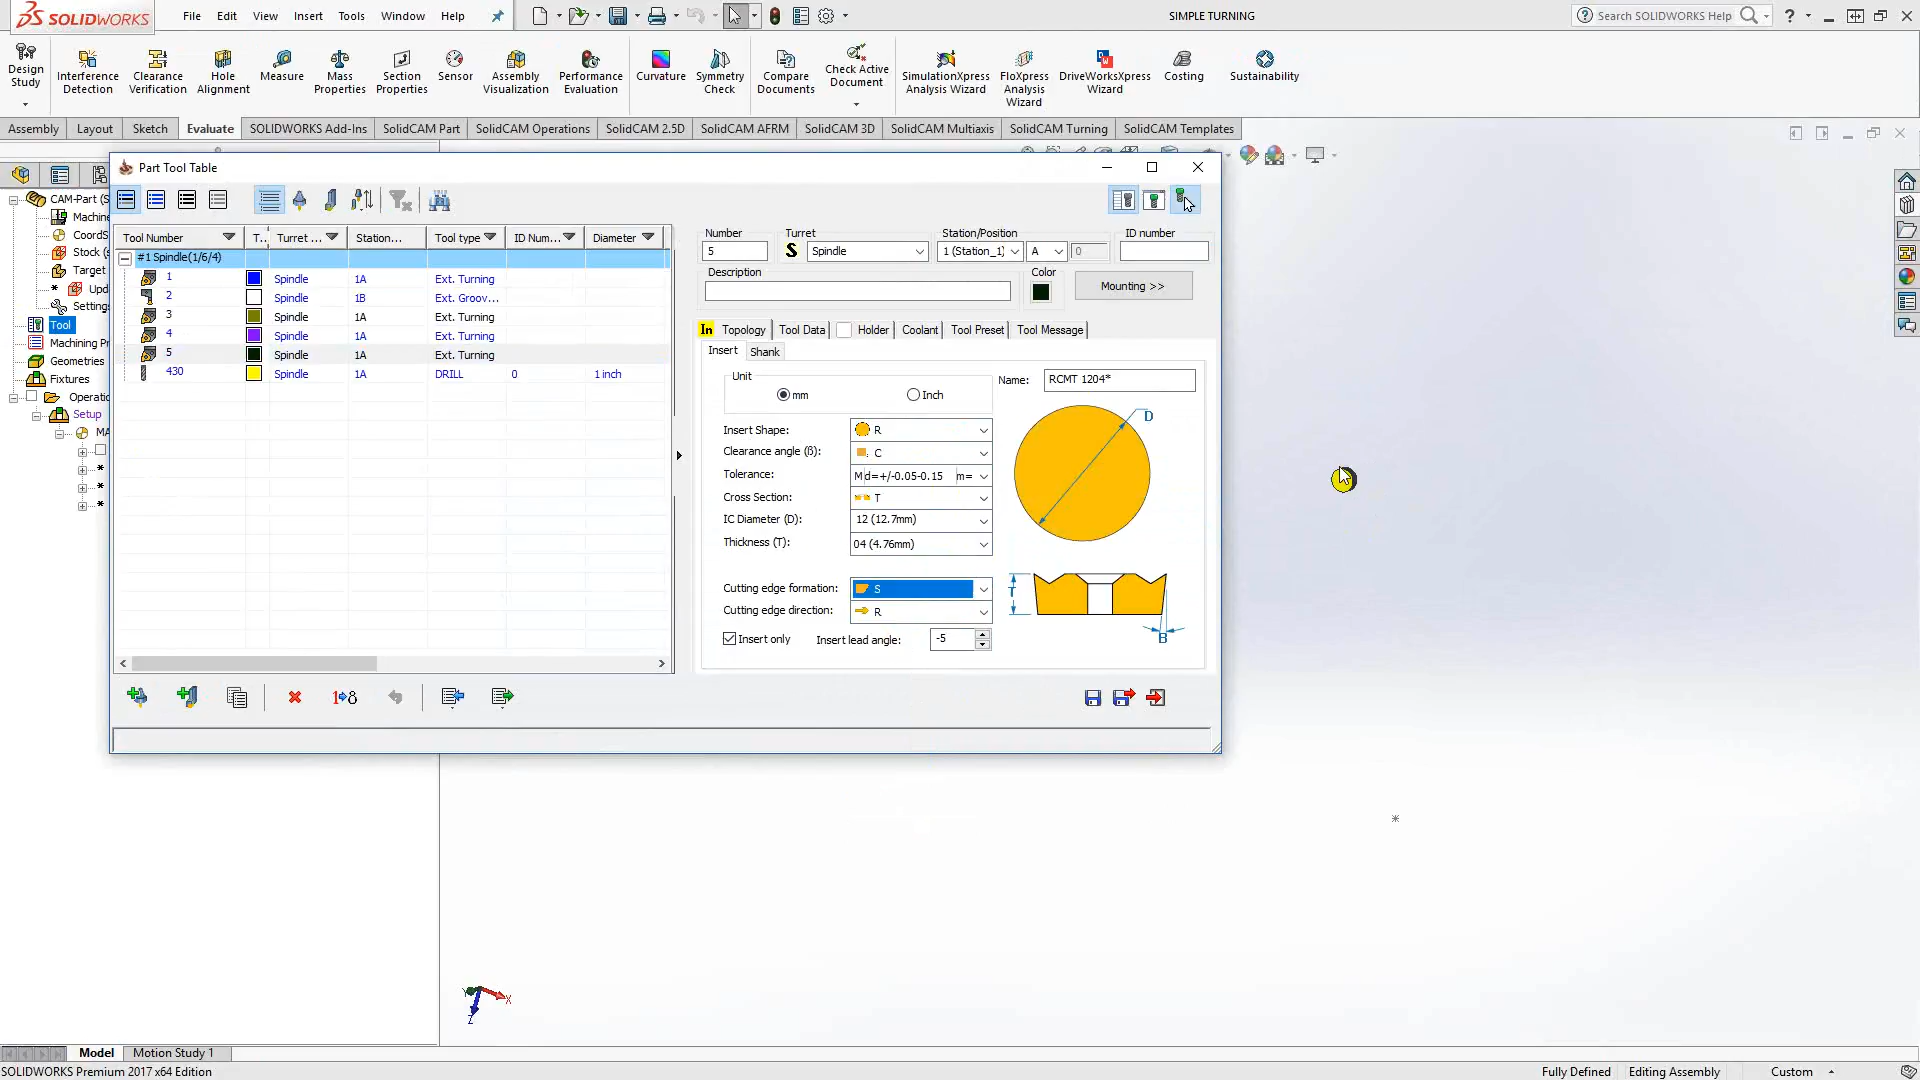 SOLIDWORKS File Edit View Insert Tools Window Help SIMPLE TURNING Search SOLIDWORKS Help
Design Study
Interference Detection
Clearance Verification
Hole Alignment
Measure
Mass Properties
Section Properties
Sensor
Assembly Visualization
Performance Evaluation
Curvature
Symmetry Check
Compare Documents
Check Active Document
SimulationXpress Analysis Wizard
FloXpress Analysis Wizard
DriveWorksXpress Wizard
Costing
Sustainability
Assembly Layout Sketch Evaluate SOLIDWORKS Add-Ins SolidCAM Part SolidCAM Operations SolidCAM 2.5D SolidCAM AFRM SolidCAM 3D SolidCAM Multiaxis SolidCAM Turning SolidCAM Templates
CAM-Part (S
Machine
CoordS
Stock (s
Target
Upd
Settings
Tool
Machining Pr
Geometries
Fixtures
Operatio
Setup
MA
Part Tool Table
Tool Number T.. Turret ... Station... Tool type ID Num... Diameter
#1 Spindle(1/6/4)
1 Spindle 1A Ext. Turning
2 Spindle 1B Ext. Groov...
3 Spindle 1A Ext. Turning
4 Spindle 1A Ext. Turning
5 Spindle 1A Ext. Turning
430 Spindle 1A DRILL 0 1 inch
Number Turret Station/Position ID number
5 S Spindle 1 (Station_1) A 0
Description Color
Mounting >>
In Topology Tool Data Holder Coolant Tool Preset Tool Message
Insert Shank
Unit
mm Inch
Name: RCMT 1204*
Insert Shape: R
Clearance angle (ß): C
Tolerance: M d=+/-0.05-0.15 m=
Cross Section: T
IC Diameter (D): 12 (12.7mm)
Thickness (T): 04 (4.76mm)
Cutting edge formation: S
Cutting edge direction: R
Insert only Insert lead angle: -5
D
T
B
X
Z
Model Motion Study 1
SOLIDWORKS Premium 2017 x64 Edition Fully Defined Editing Assembly Custom